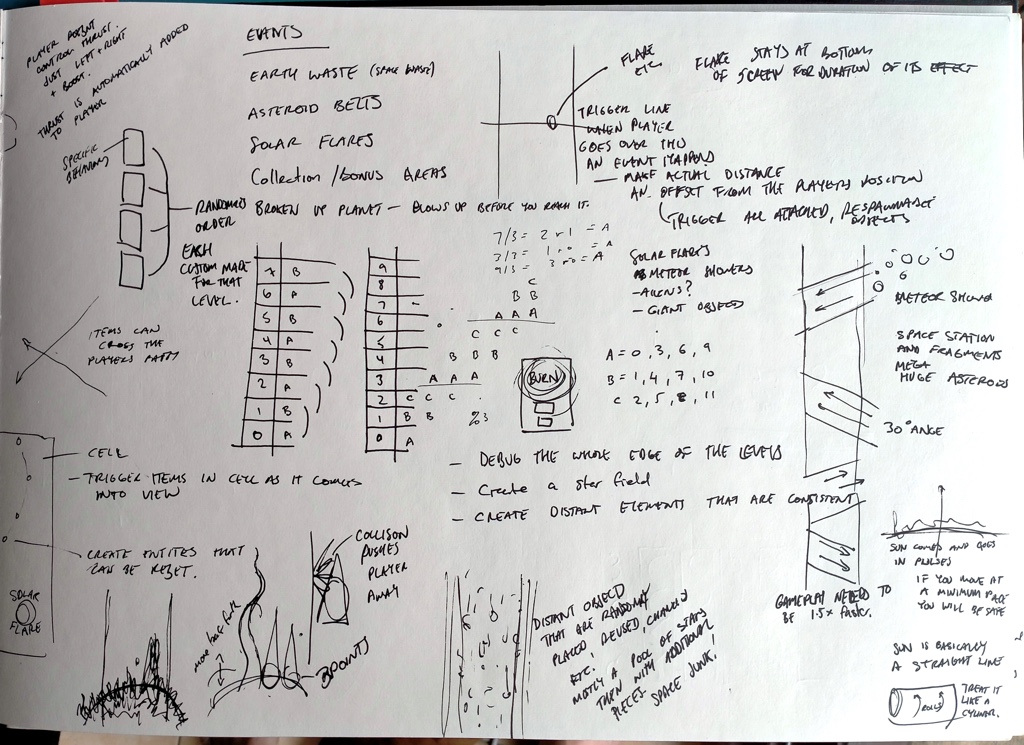 PLAYER DOESNT
CONTROL THRUST.
JUST LEFT + RIGHT
+ BOOST.
THRUST IS AUTOMATICALLY ADDED
TO PLAYER
EVANTS
EARTH WASTE (SPACE WASTE)
ASTEROID BELTS
SOLAR FLARES
Collection / BONUS AREAS
BROKEN UP PLANET — BLOWS UP BEFORE YOU REACH IT.
FLARE
ETC
FLARE STAYS AT BOTTOM
OF SCREEN FOR DURATION OF ITS EFFECT
TRIGGER LINE
WHEN PLAYER
GOES OVER THIS
AN EVENT HAPPENS
— MAKE ACTUAL DISTANCE
AN OFFSET FROM THE PLAYERS POSITION
TRIGGER ALL ATTACHED, RESPAWNABLE
OBJECTS
SPECIFIC
BEHAVIOUR
RANDOMISED
ORDER
EACH
CUSTOM MADE
FOR THAT
LEVEL.
ITEMS CAN
CROSS THE
PLAYERS PATH
7 B
6 A
5 B
4 A
3 B
2 A
1 B
0 A
9
8
7
6
5
4
3 A A A
2 C C C
1 B B %3
0 A
7/3 = 2 r 1 = A
3/3 = 1 r 0 = A
9/3 = 3 r 0 = A
C
B B
A A A
C C C
B B B
BURN
SOLAR FLARES
METEOR SHOWERS
- ALIENS?
- GIANT OBJECTS
A = 0, 3, 6, 9
B = 1, 4, 7, 10
C 2, 5, 8, 11
METEOR SHOWER
SPACE STATION
AND FRAGMENTS
MEGA
HUGE ASTEROIDS
30° ANGE
— CELL
— TRIGGER ITEMS IN CELL AS IT COMES
INTO VIEW
— CREATE ENTITES THAT
CAN BE RESET.
SOLAR
FLARE
— DEBUG THE WHOLE EDGE OF THE LEVELS
— Create a star field
— CREATE DISTANT ELEMENTS THAT ARE CONSISTENT
COLLISON
PUSHES
PLAYER
AWAY
3 POINTS
DISTANT OBJECT
THAT ARE RANDOMLY
PLACED, REUSED, CHANGED
ETC.
MOSTLY A POOL OF STARS
THEN WITH ADDITIONAL
PIECES SPACE JUNK!
GAMEPLAY NEEDS TO
BE 1.5x faster.
SUN COMES AND GOES
IN PULSES
IF YOU MOVE AT
A MINIMUM PACE
YOU WILL BE SAFE
SUN IS BASICALLY
A STRAIGHT LINE
ROLLS
TREAT IT
LIKE A
CYLINAR.